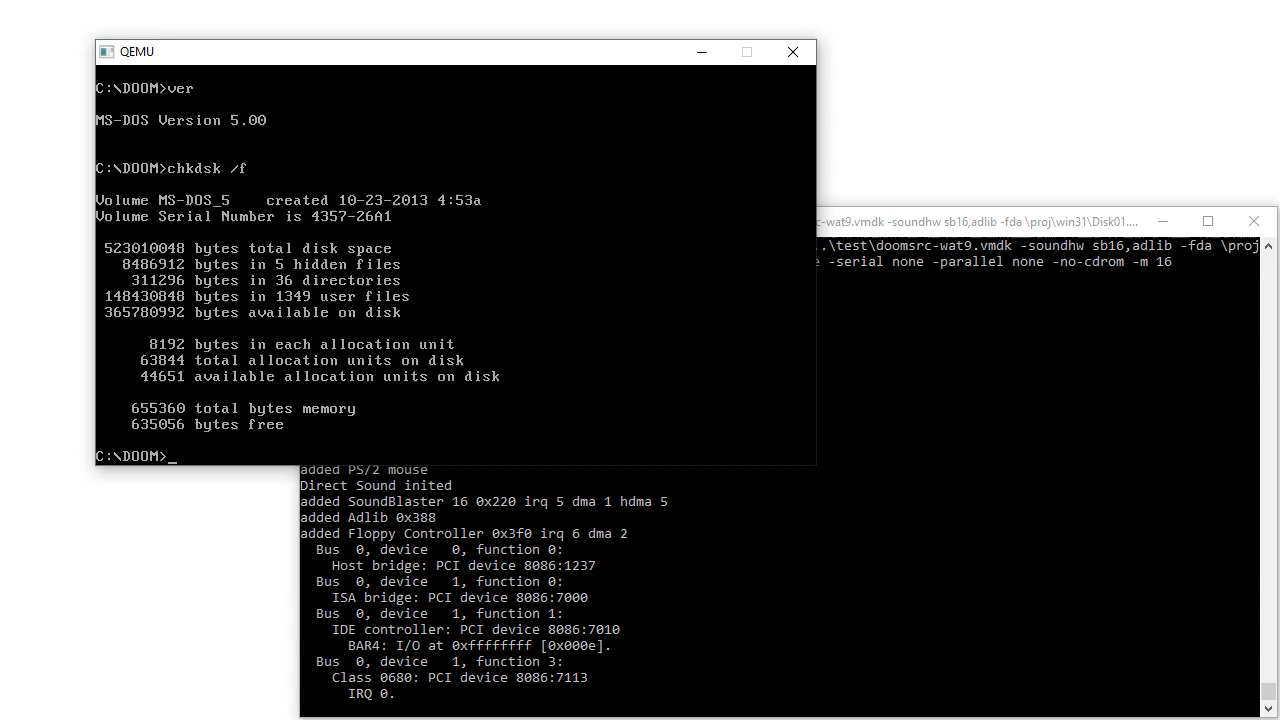 QEMU
C:\DOOM>ver
MS-DOS Version 5.00
C:\DOOM>chkdsk /f
Volume MS-DOS_5    created 10-23-2013 4:53a
Volume Serial Number is 4357-26A1
523010048 bytes total disk space
8486912 bytes in 5 hidden files
311296 bytes in 36 directories
148430848 bytes in 1349 user files
365780992 bytes available on disk
8192 bytes in each allocation unit
63844 total allocation units on disk
44651 available allocation units on disk
655360 total bytes memory
635056 bytes free
C:\DOOM>_
c-wat9.vmdk -soundhw sb16,adlib -fda \proj\win31\Disk01....
.\test\doomsrc-wat9.vmdk -soundhw sb16,adlib -fda \proj
e -serial none -parallel none -no-cdrom -m 16
added PS/2 mouse
Direct Sound inited
added SoundBlaster 16 0x220 irq 5 dma 1 hdma 5
added Adlib 0x388
added Floppy Controller 0x3f0 irq 6 dma 2
Bus  0, device   0, function 0:
Host bridge: PCI device 8086:1237
Bus  0, device   1, function 0:
ISA bridge: PCI device 8086:7000
Bus  0, device   1, function 1:
IDE controller: PCI device 8086:7010
BAR4: I/O at 0xffffffff [0x000e].
Bus  0, device   1, function 3:
Class 0680: PCI device 8086:7113
IRQ 0.